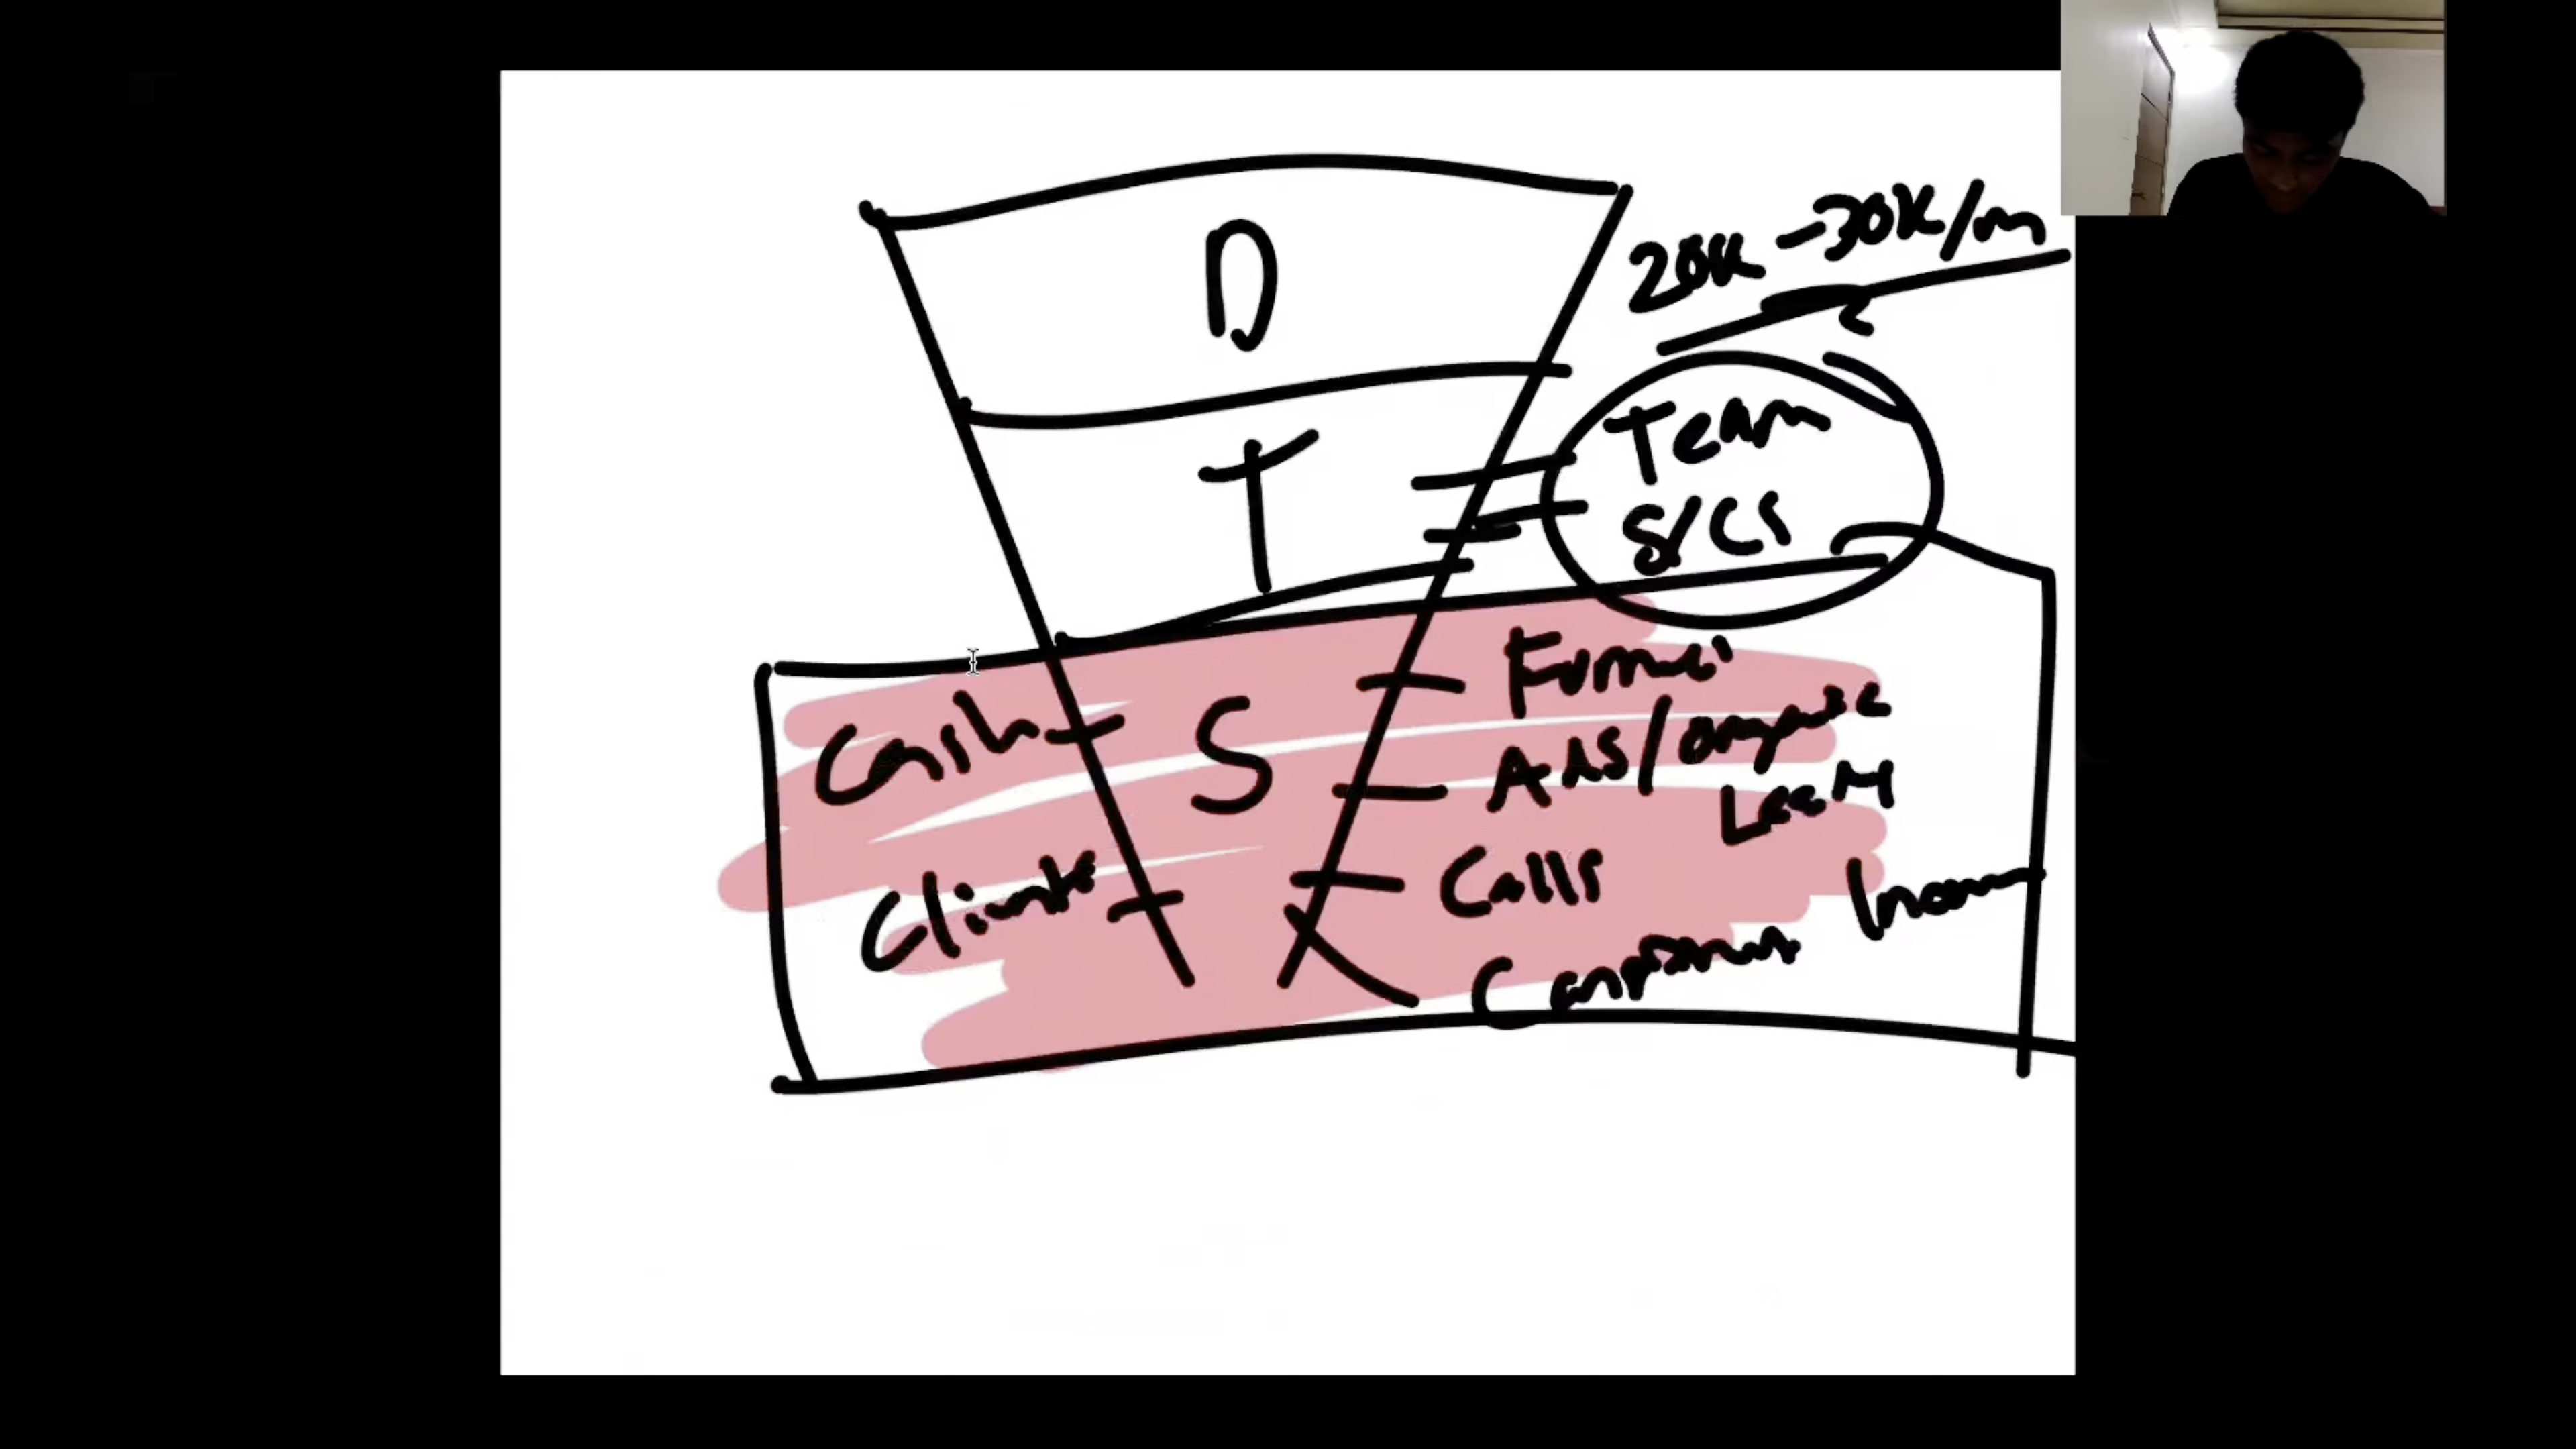 D
20K - 30K/m
T
Team
S/CS
S
Cash
Funnel
Ads/organic
Calls
Clients